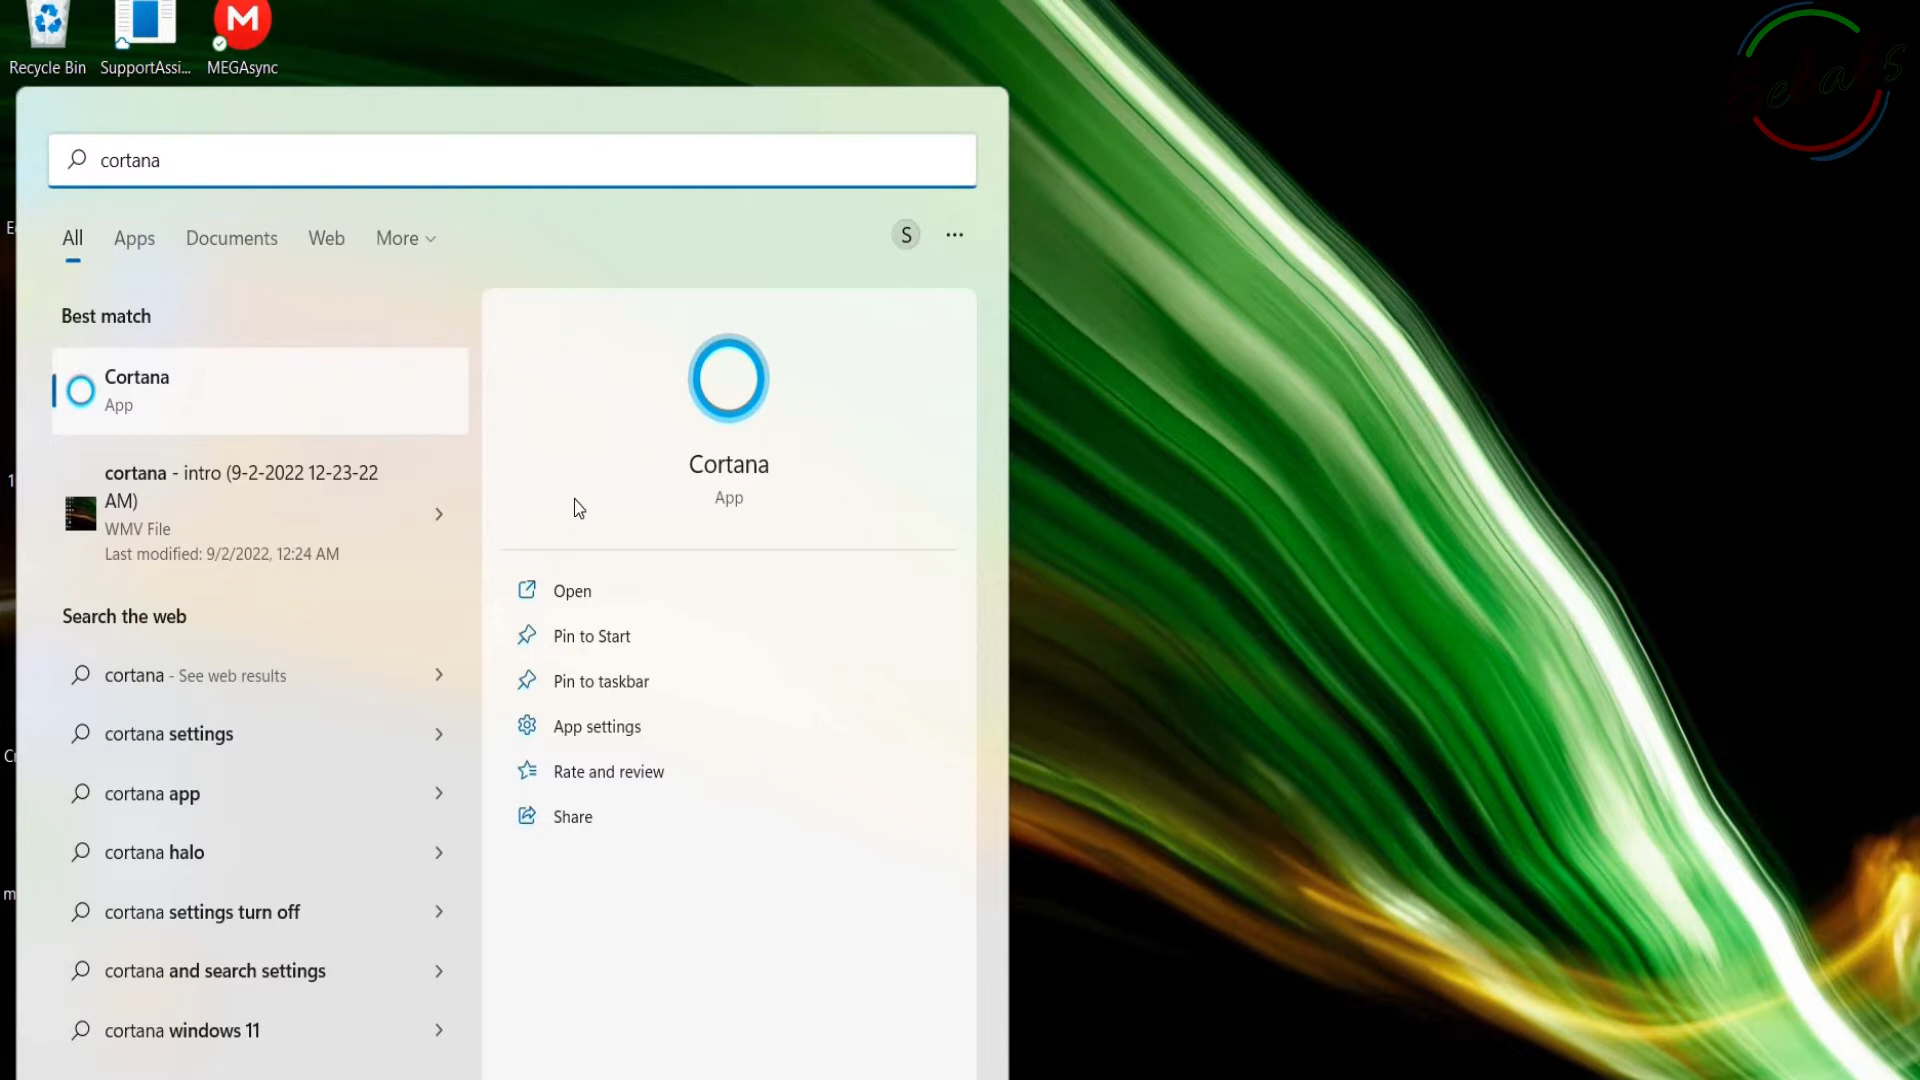 Recycle Bin
SupportAssi...
MEGAsync
cortana
All
Apps
Documents
Web
More
S
Best match
Cortana
App
cortana - intro (9-2-2022 12-23-22
AM)
WMV File
Last modified: 9/2/2022, 12:24 AM
Search the web
cortana - See web results
cortana settings
cortana app
cortana halo
cortana settings turn off
cortana and search settings
cortana windows 11
Cortana
App
Open
Pin to Start
Pin to taskbar
App settings
Rate and review
Share